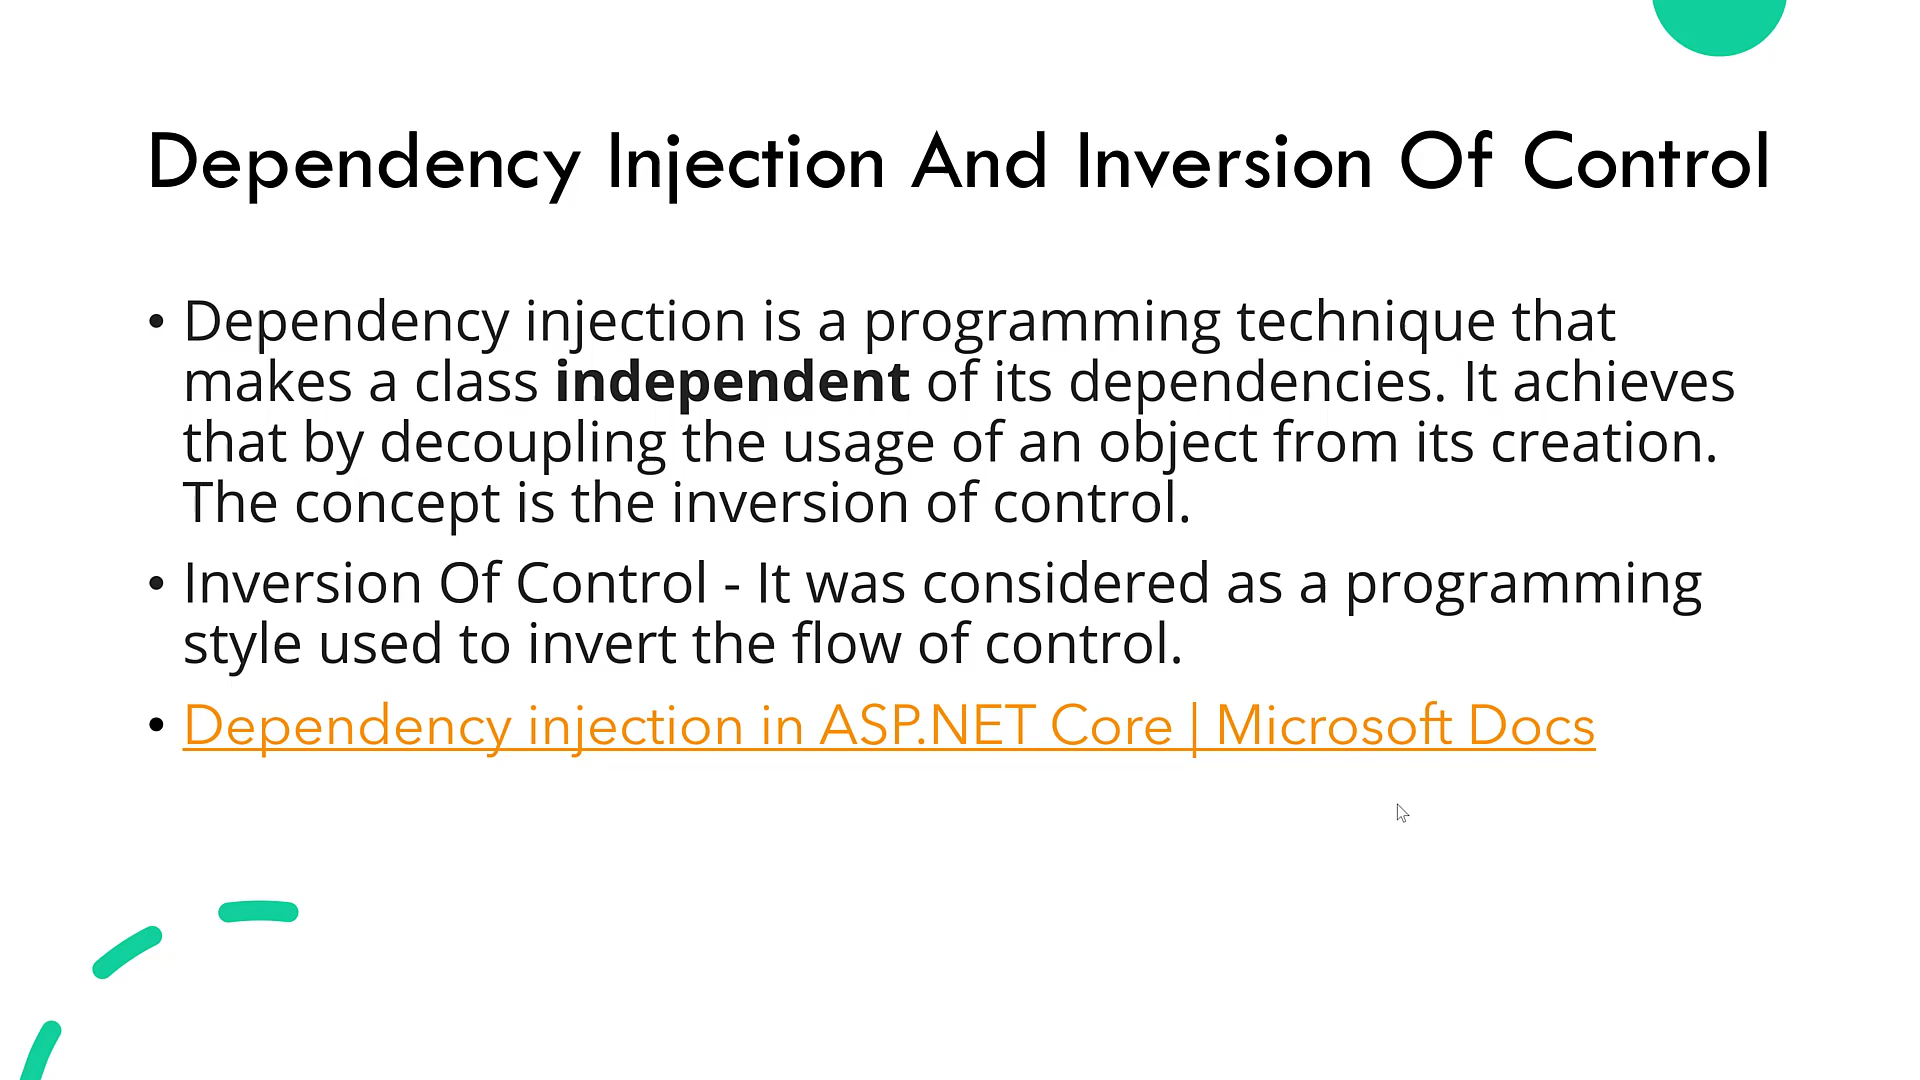 Dependency Injection And Inversion Of Control
• Dependency injection is a programming technique that
makes a class independent of its dependencies. It achieves
that by decoupling the usage of an object from its creation.
The concept is the inversion of control.
• Inversion Of Control - It was considered as a programming
style used to invert the flow of control.
• Dependency injection in ASP.NET Core | Microsoft Docs